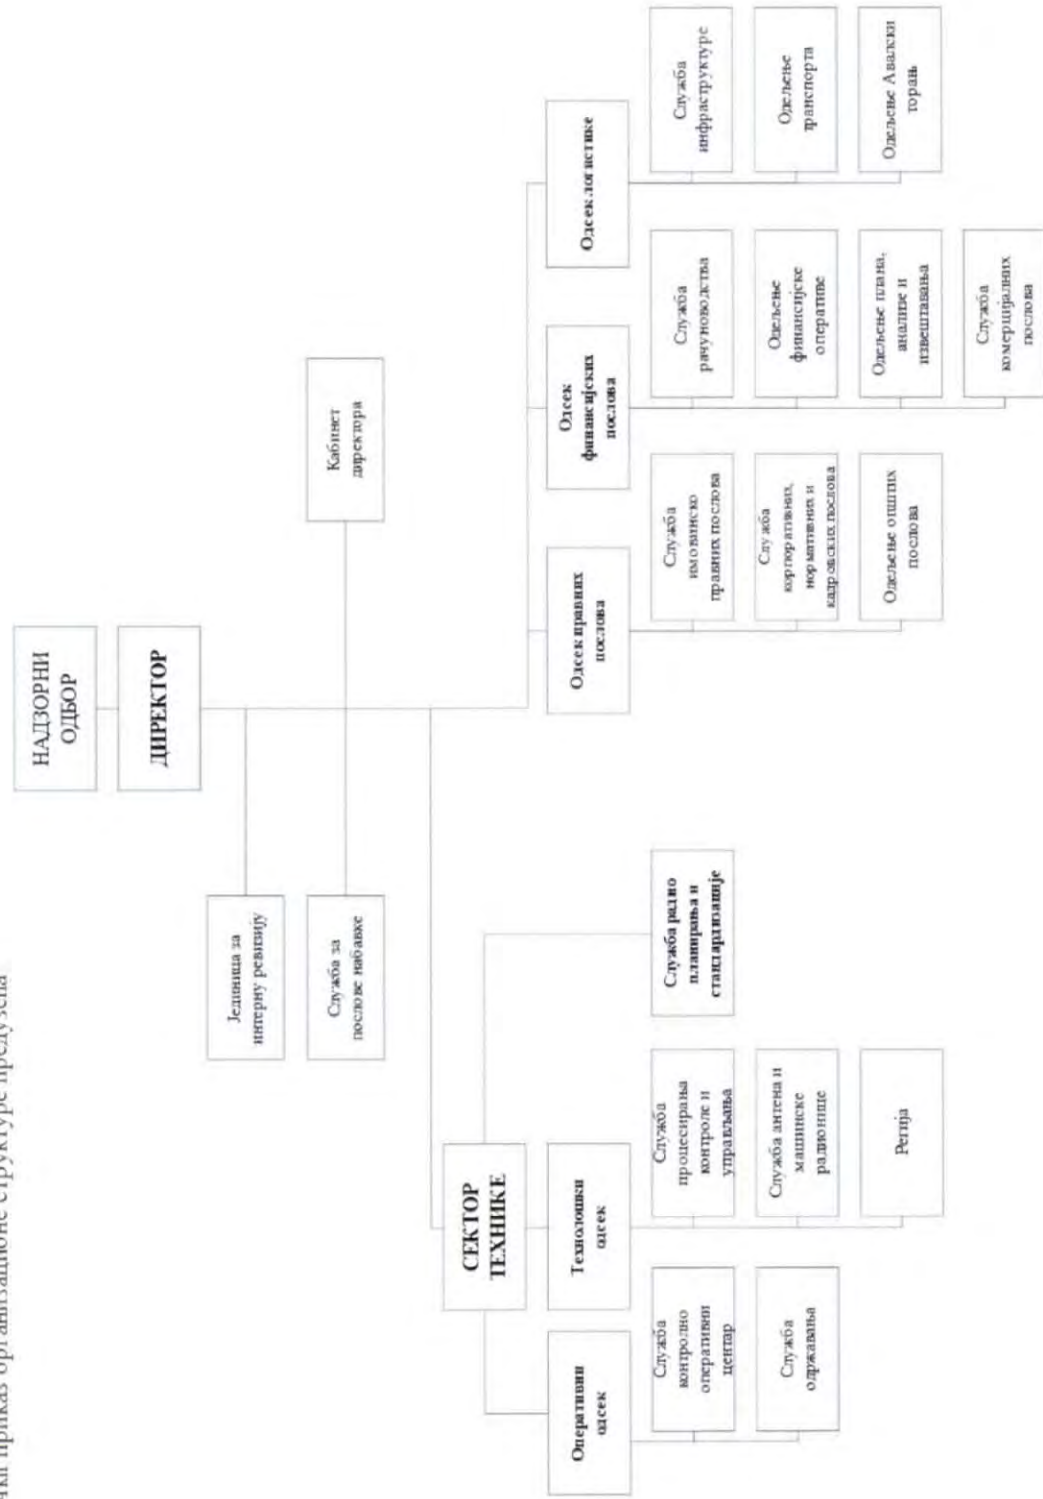 приказ организационе структуре предузећа
НАДЗОРНИ
ОДБОР
ДИРЕКТОР
Јединица за
интерну ревизију
Служба за
послове набавке
Кабинет
директора
СЕКТОР
ТЕХНИКЕ
Оперативни
одсек
Технолошки
одсек
Служба радио
планирања и
стандардизације
Служба
контролно
оперативни
центар
Служба
одржавања
Служба
процесирања
контроле и
управљања
Служба антена и
машинске
радионице
Регија
Одсек правних
послова
Одсек
финансијских
послова
Одсек логистике
Служба
имовинско
правних послова
Служба
корпоративних,
нормативних и
кадровских послова
Одељење општих
послова
Служба
рачуноводства
Одељење
финансијске
оперативе
Одељење плана,
анализе и
извештавања
Служба
комерцијалних
послова
Служба
инфраструктуре
Одељење
транспорта
Одељење Авалски
торањ